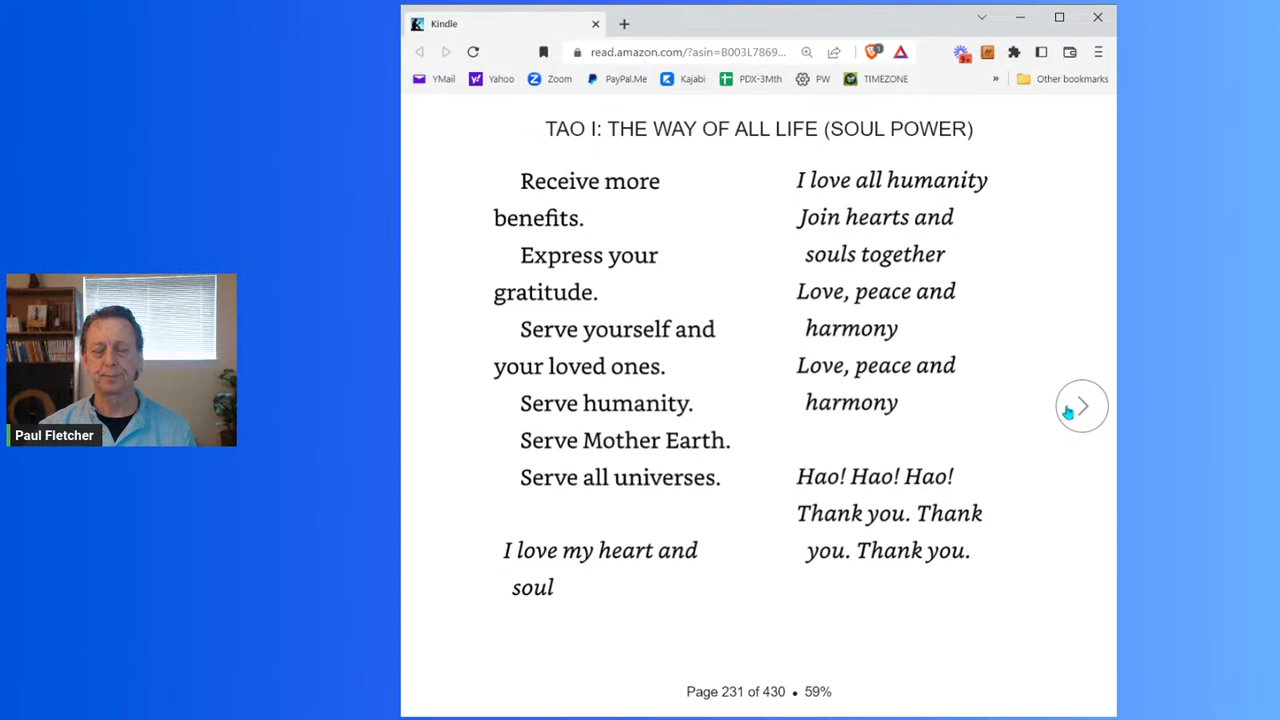 Kindle
read.amazon.com/?asin=B003L7869...
1
9+
YMail
Yahoo
Zoom
PayPal.Me
Kajabi
PDX-3Mth
PW
TIMEZONE
»
Other bookmarks
TAO I: THE WAY OF ALL LIFE (SOUL POWER)
Receive more
benefits.
Express your
gratitude.
Serve yourself and
your loved ones.
Serve humanity.
Serve Mother Earth.
Serve all universes.
I love my heart and
soul
I love all humanity
Join hearts and
souls together
Love, peace and
harmony
Love, peace and
harmony
Hao! Hao! Hao!
Thank you. Thank
you. Thank you.
Page 231 of 430 • 59%
Paul Fletcher